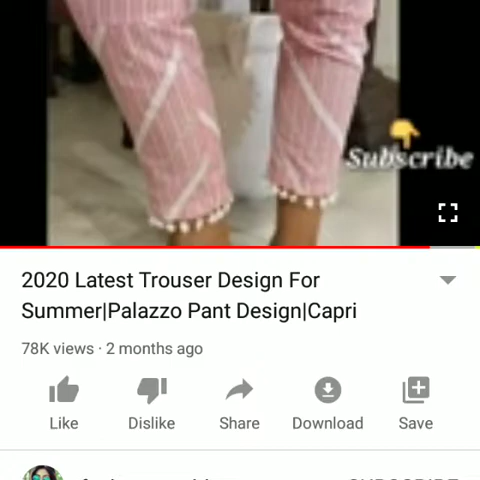 Subscribe
2020 Latest Trouser Design For
Summer|Palazzo Pant Design|Capri
78K views · 2 months ago
Like Dislike Share Download Save